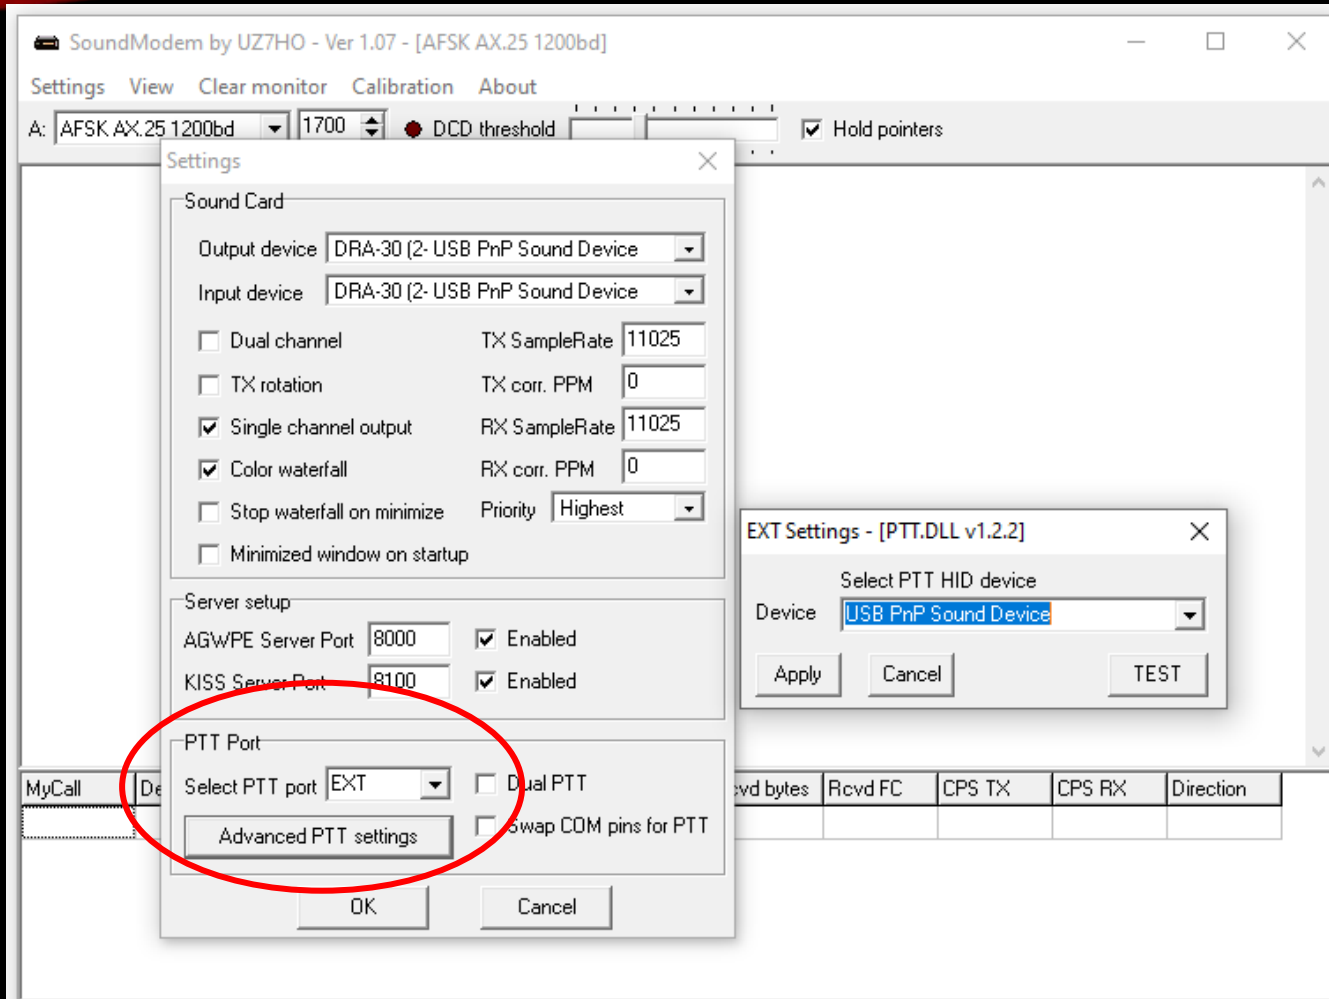 SoundModem by UZ7HO - Ver 1.07 - [AFSK AX.25 1200bd]
Settings View Clear monitor Calibration About
A: AFSK AX.25 1200bd 1700 DCD threshold Hold pointers
Settings
Sound Card
Output device DRA-30 (2- USB PnP Sound Device
Input device DRA-30 (2- USB PnP Sound Device
Dual channel TX SampleRate 11025
TX rotation TX corr. PPM 0
Single channel output RX SampleRate 11025
Color waterfall RX corr. PPM 0
Stop waterfall on minimize Priority Highest
Minimized window on startup
Server setup
AGWPE Server Port 8000 Enabled
KISS Server Port 8100 Enabled
PTT Port
Select PTT port EXT Dual PTT
Advanced PTT settings Swap COM pins for PTT
OK Cancel
EXT Settings - [PTT.DLL v1.2.2]
Select PTT HID device
Device USB PnP Sound Device
Apply Cancel TEST
MyCall De vd bytes Rcvd FC CPS TX CPS RX Direction